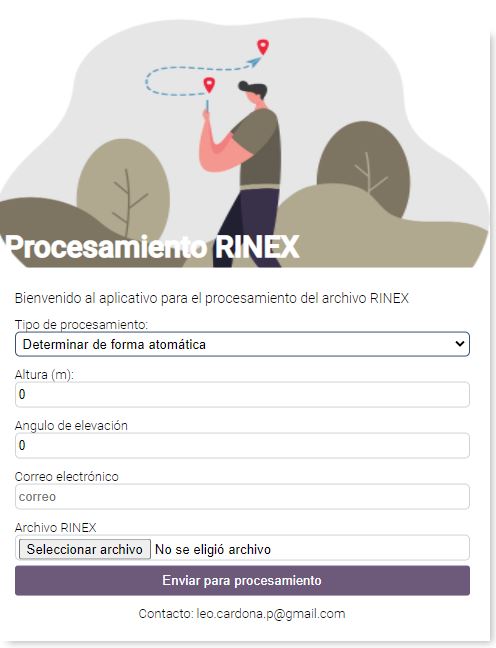 Procesamiento RINEX
Bienvenido al aplicativo para el procesamiento del archivo RINEX
Tipo de procesamiento:
Determinar de forma atomática
Altura (m):
0
Angulo de elevación
0
Correo electrónico
correo
Archivo RINEX
Seleccionar archivo No se eligió archivo
Enviar para procesamiento
Contacto: leo.cardona.p@gmail.com